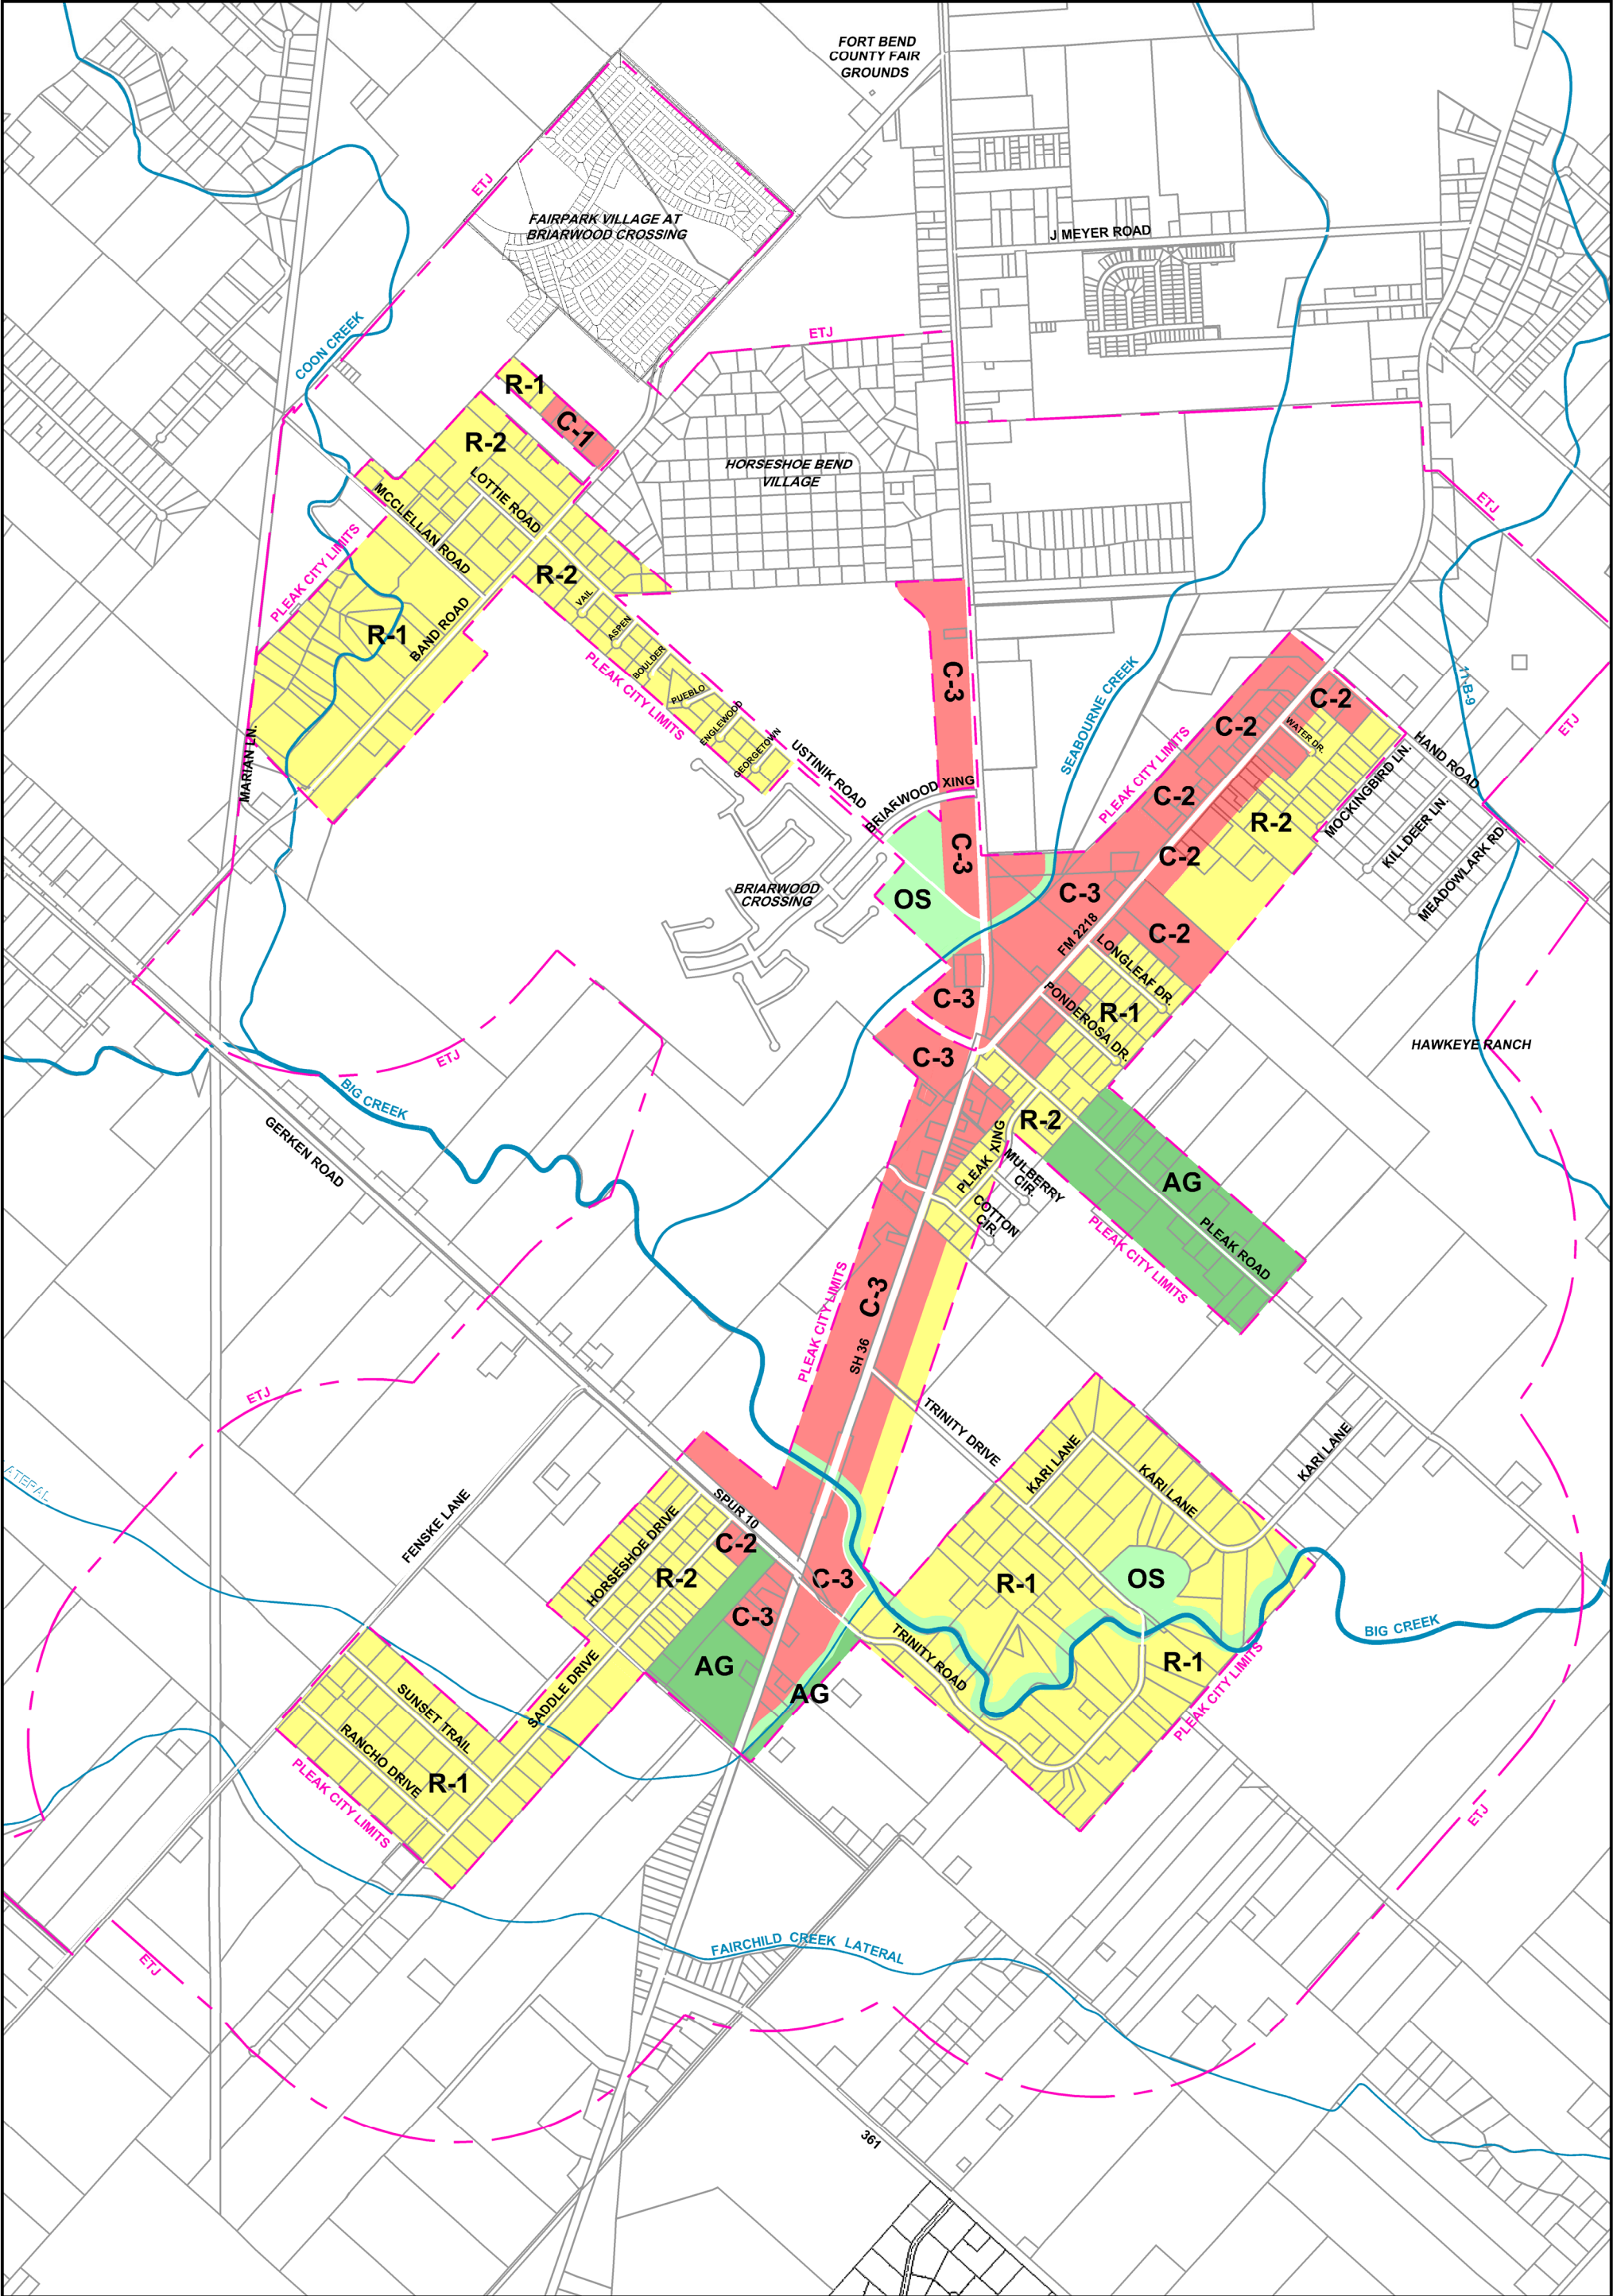 FORT BEND
COUNTY FAIR
GROUNDS
ETJ
FAIRPARK VILLAGE AT
BRIARWOOD CROSSING
J MEYER ROAD
COON CREEK
ETJ
R-1
C-1
R-2
HORSESHOE BEND
VILLAGE
LOTTIE ROAD
MCCLELLAN ROAD
ETJ
PLEAK CITY LIMITS
R-2
VAIL
R-1
BAND ROAD
ASPEN
BOULDER
PUEBLO
PLEAK CITY LIMITS
ENGLEWOOD
GEORGETOWN
USTINIK ROAD
MARIAN LN.
C-3
SEABOURNE CREEK
11-B-9
C-2
C-2
WATER DR.
ETJ
HAND ROAD
PLEAK CITY LIMITS
BRIARWOOD XING
C-2
MOCKINGBIRD LN.
R-2
KILLDEER LN.
C-3
C-2
MEADOWLARK RD.
BRIARWOOD
CROSSING
OS
C-3
FM 2218
C-2
LONGLEAF DR.
C-3
PONDEROSA DR.
R-1
HAWKEYE RANCH
ETJ
C-3
BIG CREEK
R-2
GERKEN ROAD
PLEAK XING
MULBERRY
CIR.
AG
COTTON
CIR.
PLEAK ROAD
PLEAK CITY LIMITS
PLEAK CITY LIMITS
C-3
SH 36
ETJ
TRINITY DRIVE
KARI LANE
KARI LANE
KARI LANE
FENSKE LANE
SPUR 10
HORSESHOE DRIVE
C-2
R-2
C-3
R-1
OS
C-3
BIG CREEK
TRINITY ROAD
R-1
PLEAK CITY LIMITS
AG
AG
SADDLE DRIVE
SUNSET TRAIL
RANCHO DRIVE
R-1
PLEAK CITY LIMITS
ETJ
FAIRCHILD CREEK LATERAL
ETJ
361